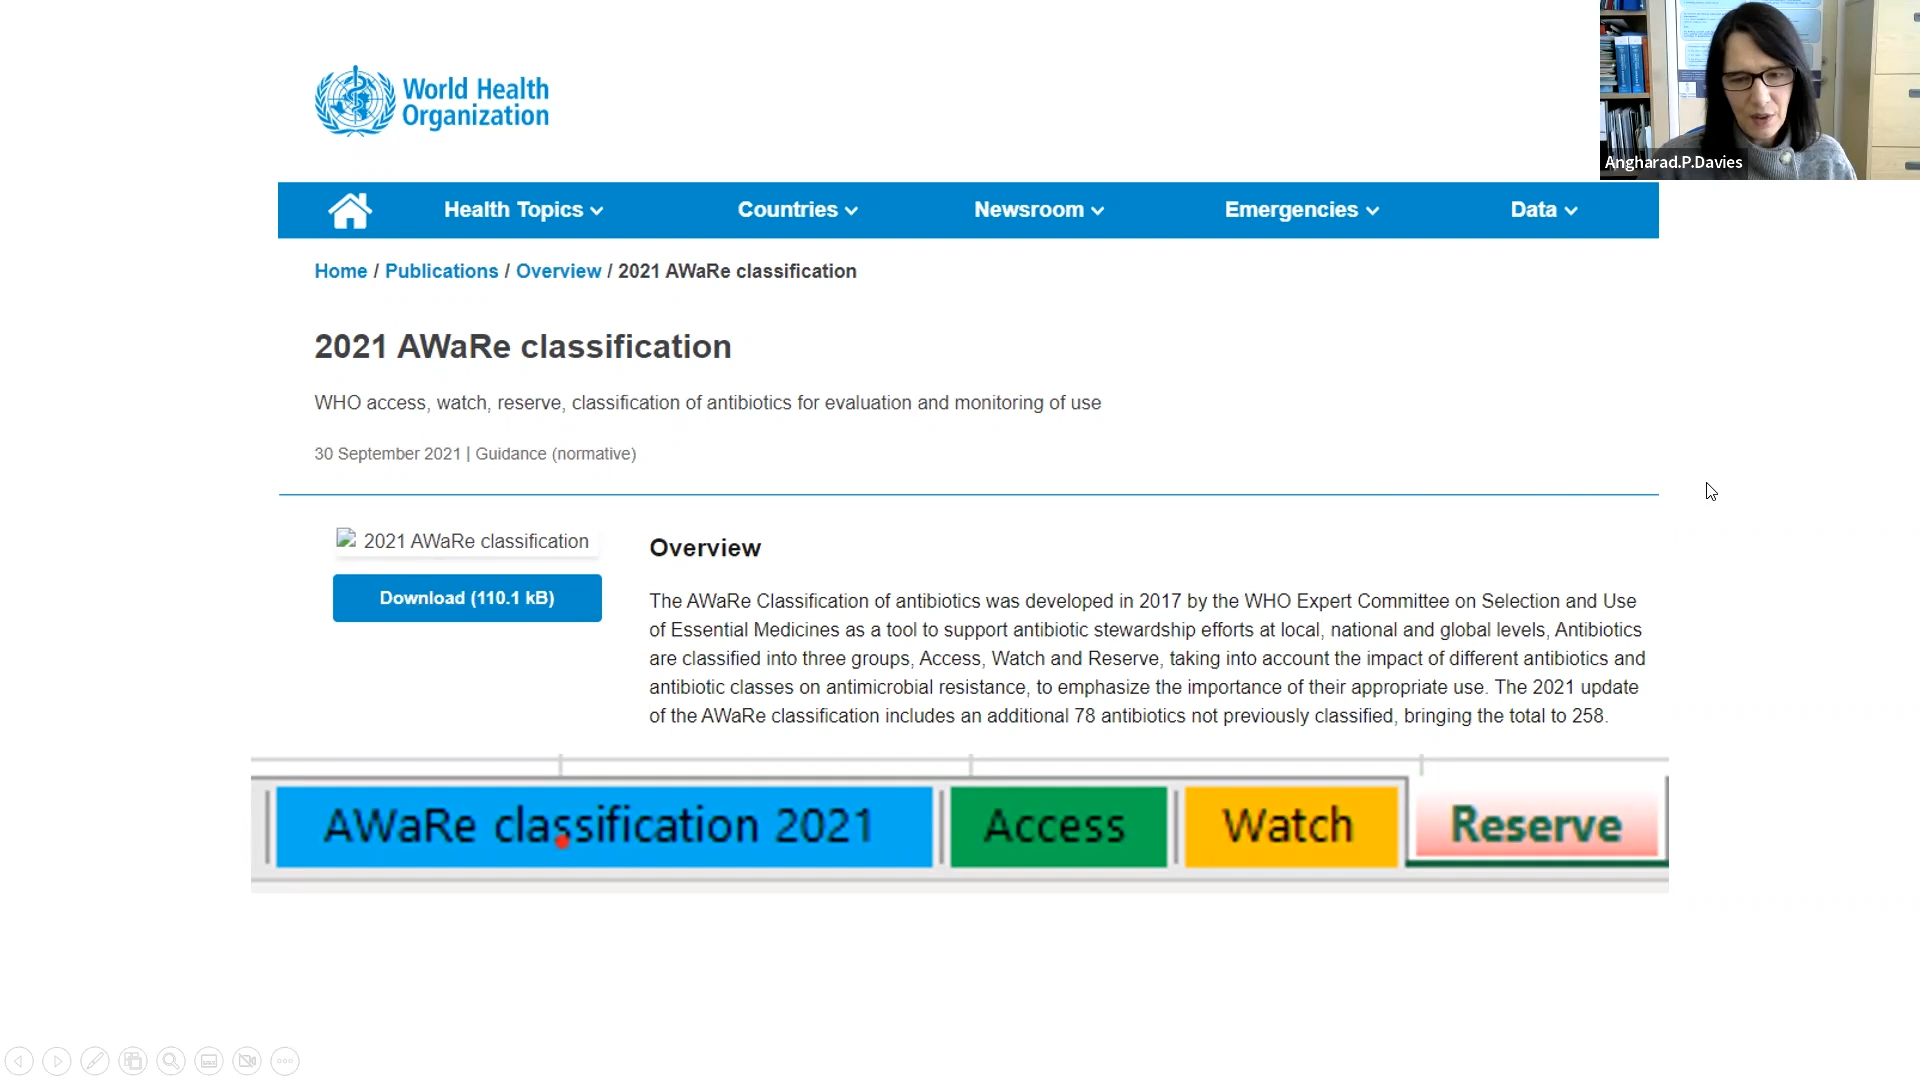 World Health
Organization
Angharad.P.Davies
Health Topics Countries Newsroom Emergencies Data
Home / Publications / Overview / 2021 AWaRe classification
2021 AWaRe classification
WHO access, watch, reserve, classification of antibiotics for evaluation and monitoring of use
30 September 2021 | Guidance (normative)
2021 AWaRe classification
Download (110.1 kB)
Overview
The AWaRe Classification of antibiotics was developed in 2017 by the WHO Expert Committee on Selection and Use
of Essential Medicines as a tool to support antibiotic stewardship efforts at local, national and global levels, Antibiotics
are classified into three groups, Access, Watch and Reserve, taking into account the impact of different antibiotics and
antibiotic classes on antimicrobial resistance, to emphasize the importance of their appropriate use. The 2021 update
of the AWaRe classification includes an additional 78 antibiotics not previously classified, bringing the total to 258.
AWaRe classification 2021 Access Watch Reserve